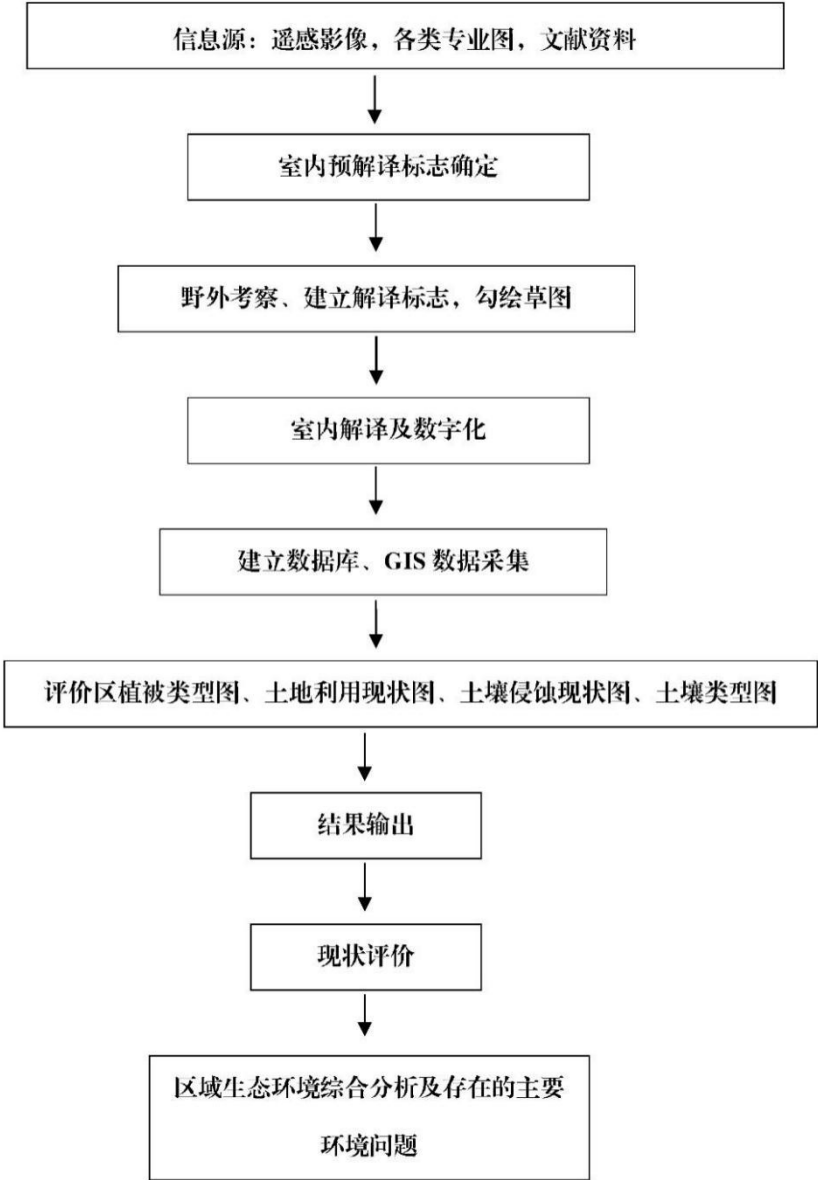 信息源：遥感影像，各类专业图，文献资料
室内预解译标志确定
野外考察、建立解译标志，勾绘草图
室内解译及数字化
建立数据库、GIS 数据采集
评价区植被类型图、土地利用现状图、土壤侵蚀现状图、土壤类型图
结果输出
现状评价
区域生态环境综合分析及存在的主要
环境问题